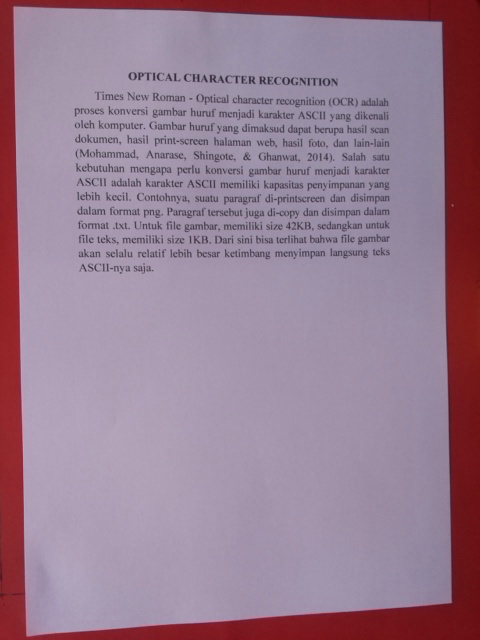 OPTICAL CHARACTER RECOGNITION
Times New Roman - Optical character recognition (OCR) adalah
proses konversi gambar huruf menjadi karakter ASCII yang dikenali
oleh komputer. Gambar huruf yang dimaksud dapat berupa hasil scan
dokumen, hasil print-screen halaman web, hasil foto, dan lain-lain
(Mohammad, Anarase, Shingote, & Ghanwat, 2014). Salah satu
kebutuhan mengapa perlu konversi gambar huruf menjadi karakter
ASCII adalah karakter ASCII memiliki kapasitas penyimpanan yang
lebih kecil. Contohnya, suatu paragraf di-printscreen dan disimpan
dalam format png. Paragraf tersebut juga di-copy dan disimpan dalam
format .txt. Untuk file gambar, memiliki size 42KB, sedangkan untuk
file teks, memiliki size 1KB. Dari sini bisa terlihat bahwa file gambar
akan selalu relatif lebih besar ketimbang menyimpan langsung teks
ASCII-nya saja.